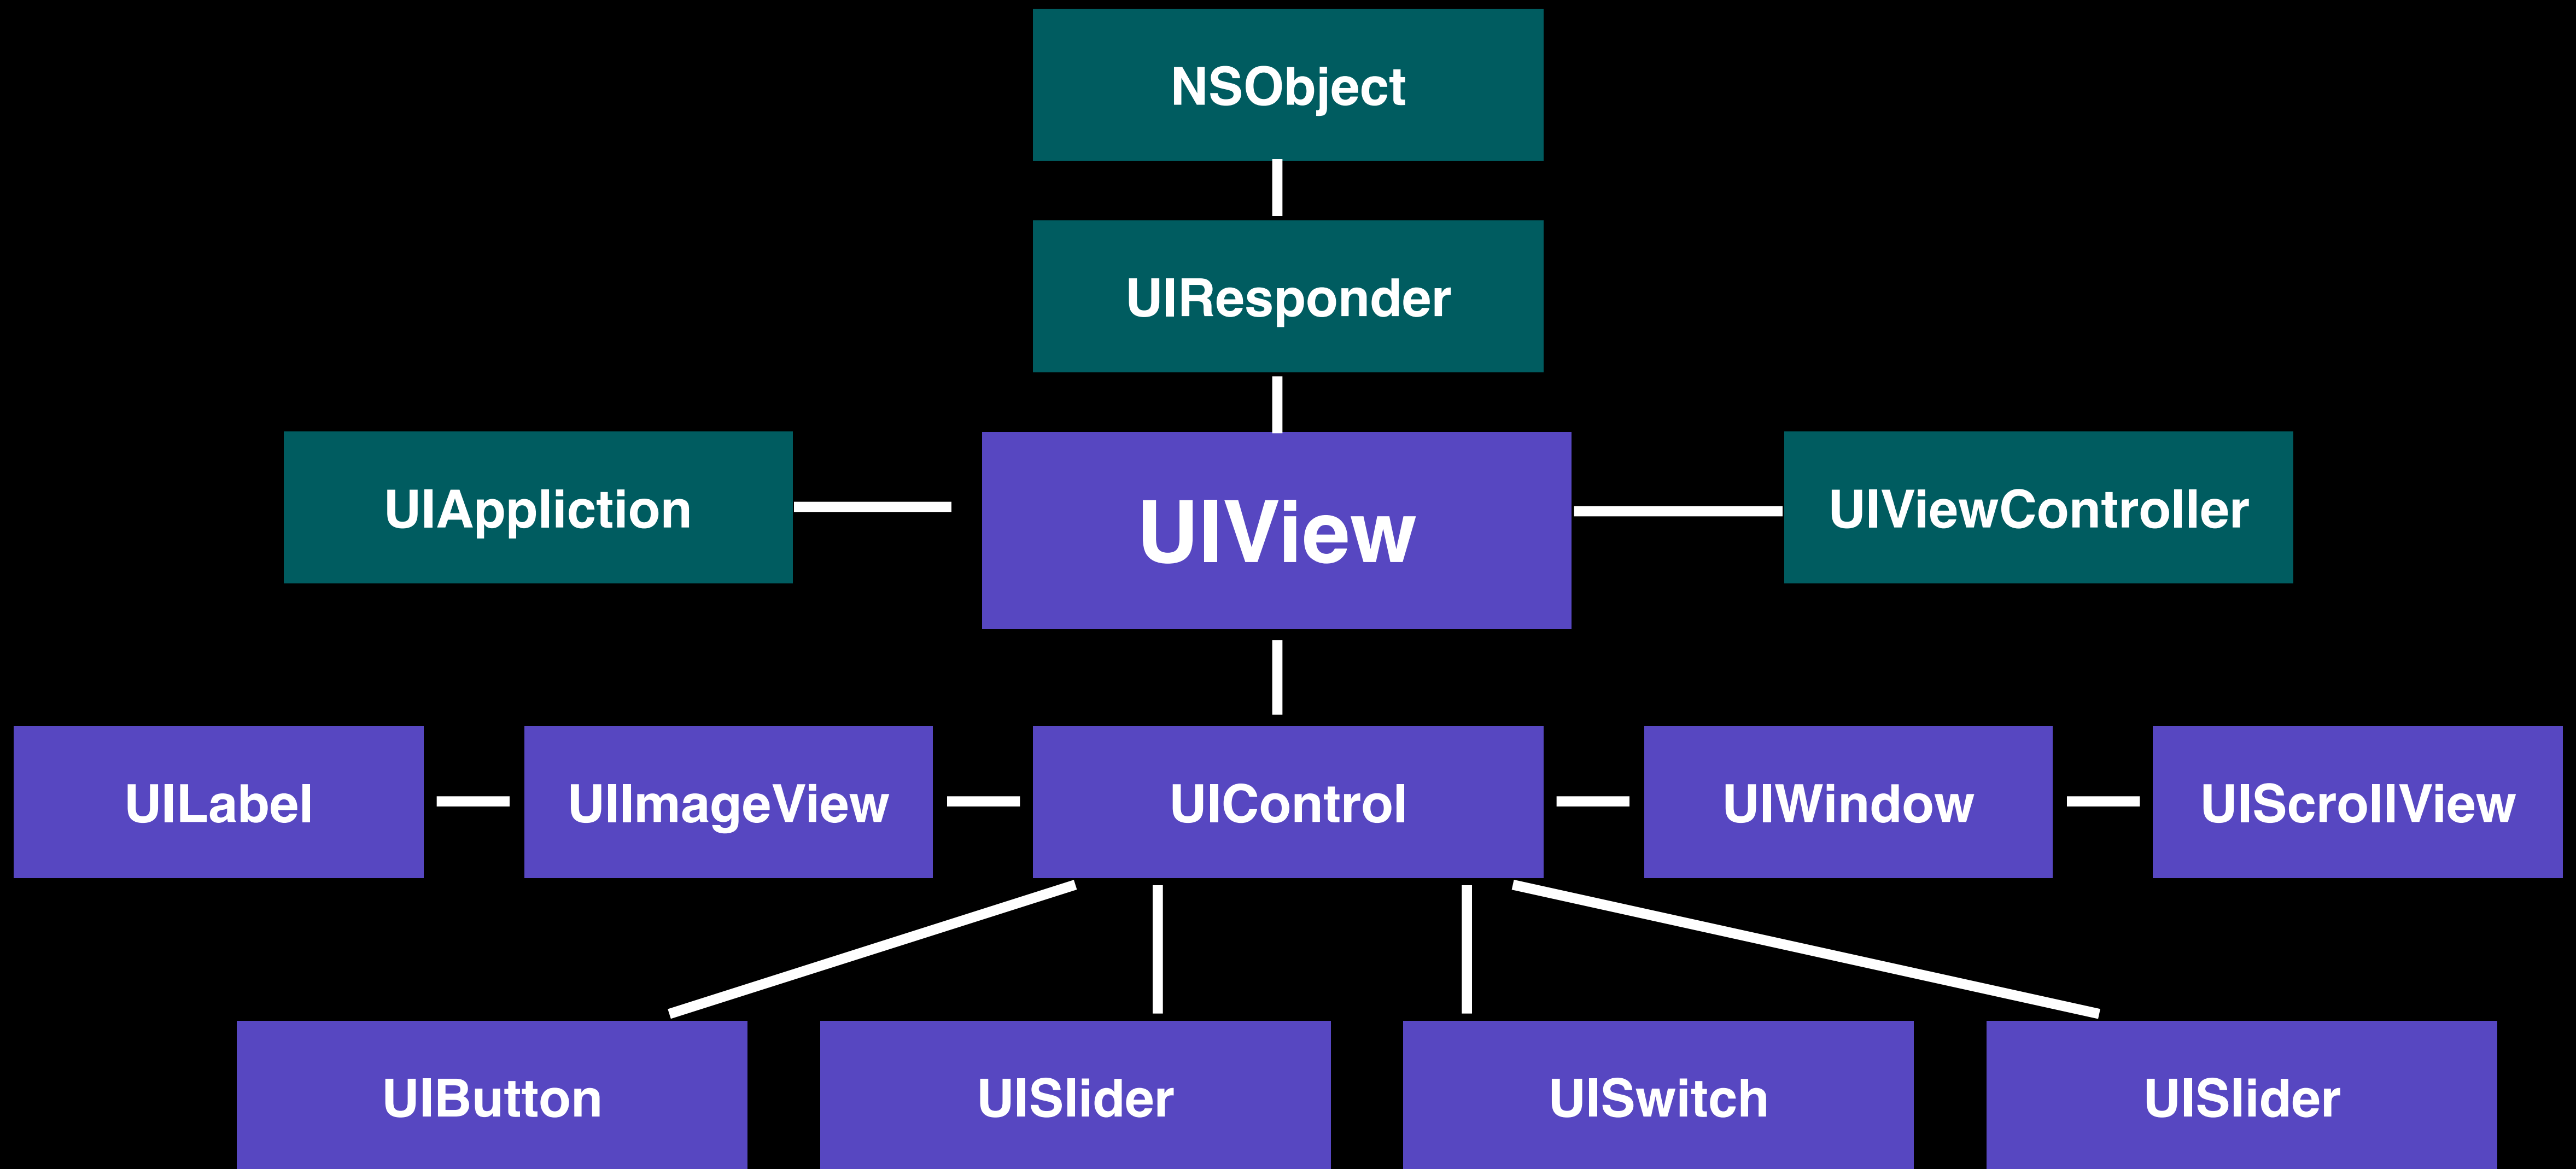 NSObject
UIResponder
UIAppliction
UIView
UIViewController
UILabel
UIImageView
UIControl
UIWindow
UIScrollView
UIButton
UISlider
UISwitch
UISlider